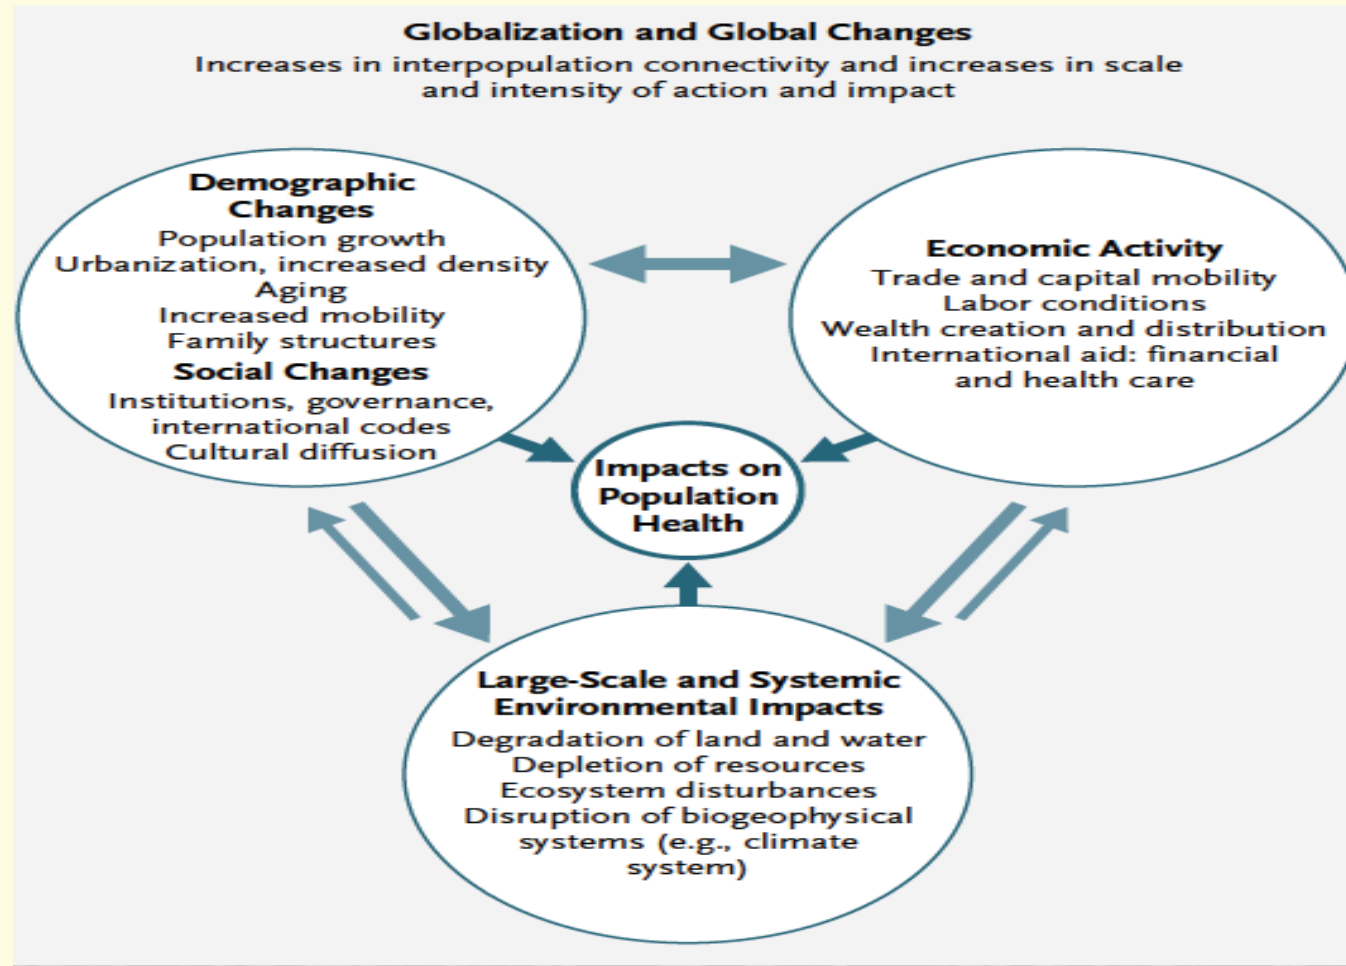 Globalization and Global Changes
Increases in interpopulation connectivity and increases in scale
and intensity of action and impact
Demographic
Changes
Population growth
Urbanization, increased density
Aging
Increased mobility
Family structures
Social Changes
Institutions, governance,
international codes
Cultural diffusion
Economic Activity
Trade and capital mobility
Labor conditions
Wealth creation and distribution
International aid: financial
and health care
Impacts on
Population
Health
Large-Scale and Systemic
Environmental Impacts
Degradation of land and water
Depletion of resources
Ecosystem disturbances
Disruption of biogeophysical
systems (e.g., climate
system)